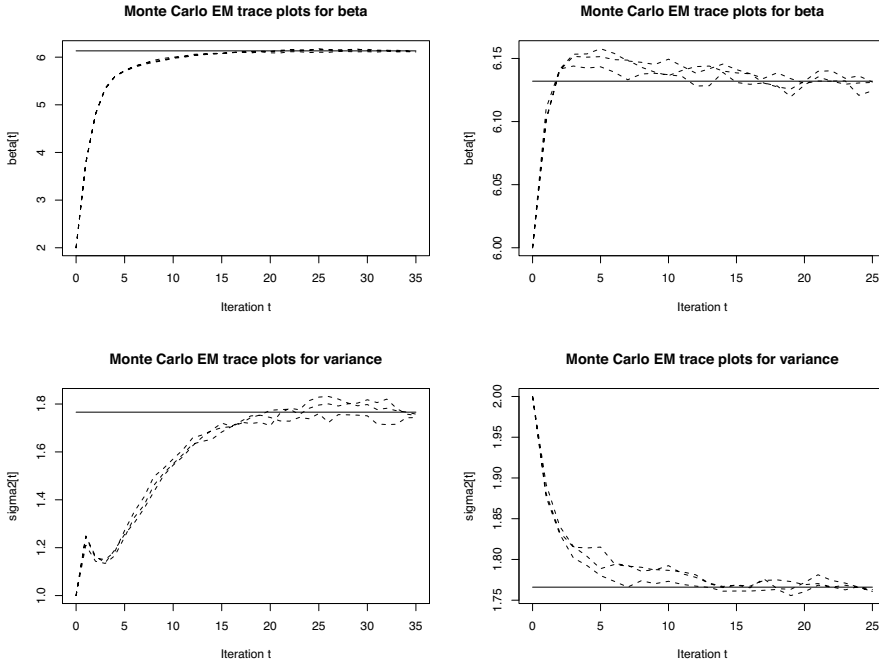 Monte Carlo EM trace plots for beta
beta[t]
6
5
4
3
2
0 5 10 15 20 25 30 35
Iteration t
Monte Carlo EM trace plots for beta
beta[t]
6.15
6.10
6.05
6.00
0 5 10 15 20 25
Iteration t
Monte Carlo EM trace plots for variance
sigma2[t]
1.8
1.6
1.4
1.2
1.0
0 5 10 15 20 25 30 35
Iteration t
Monte Carlo EM trace plots for variance
sigma2[t]
2.00
1.95
1.90
1.85
1.80
1.75
0 5 10 15 20 25
Iteration t